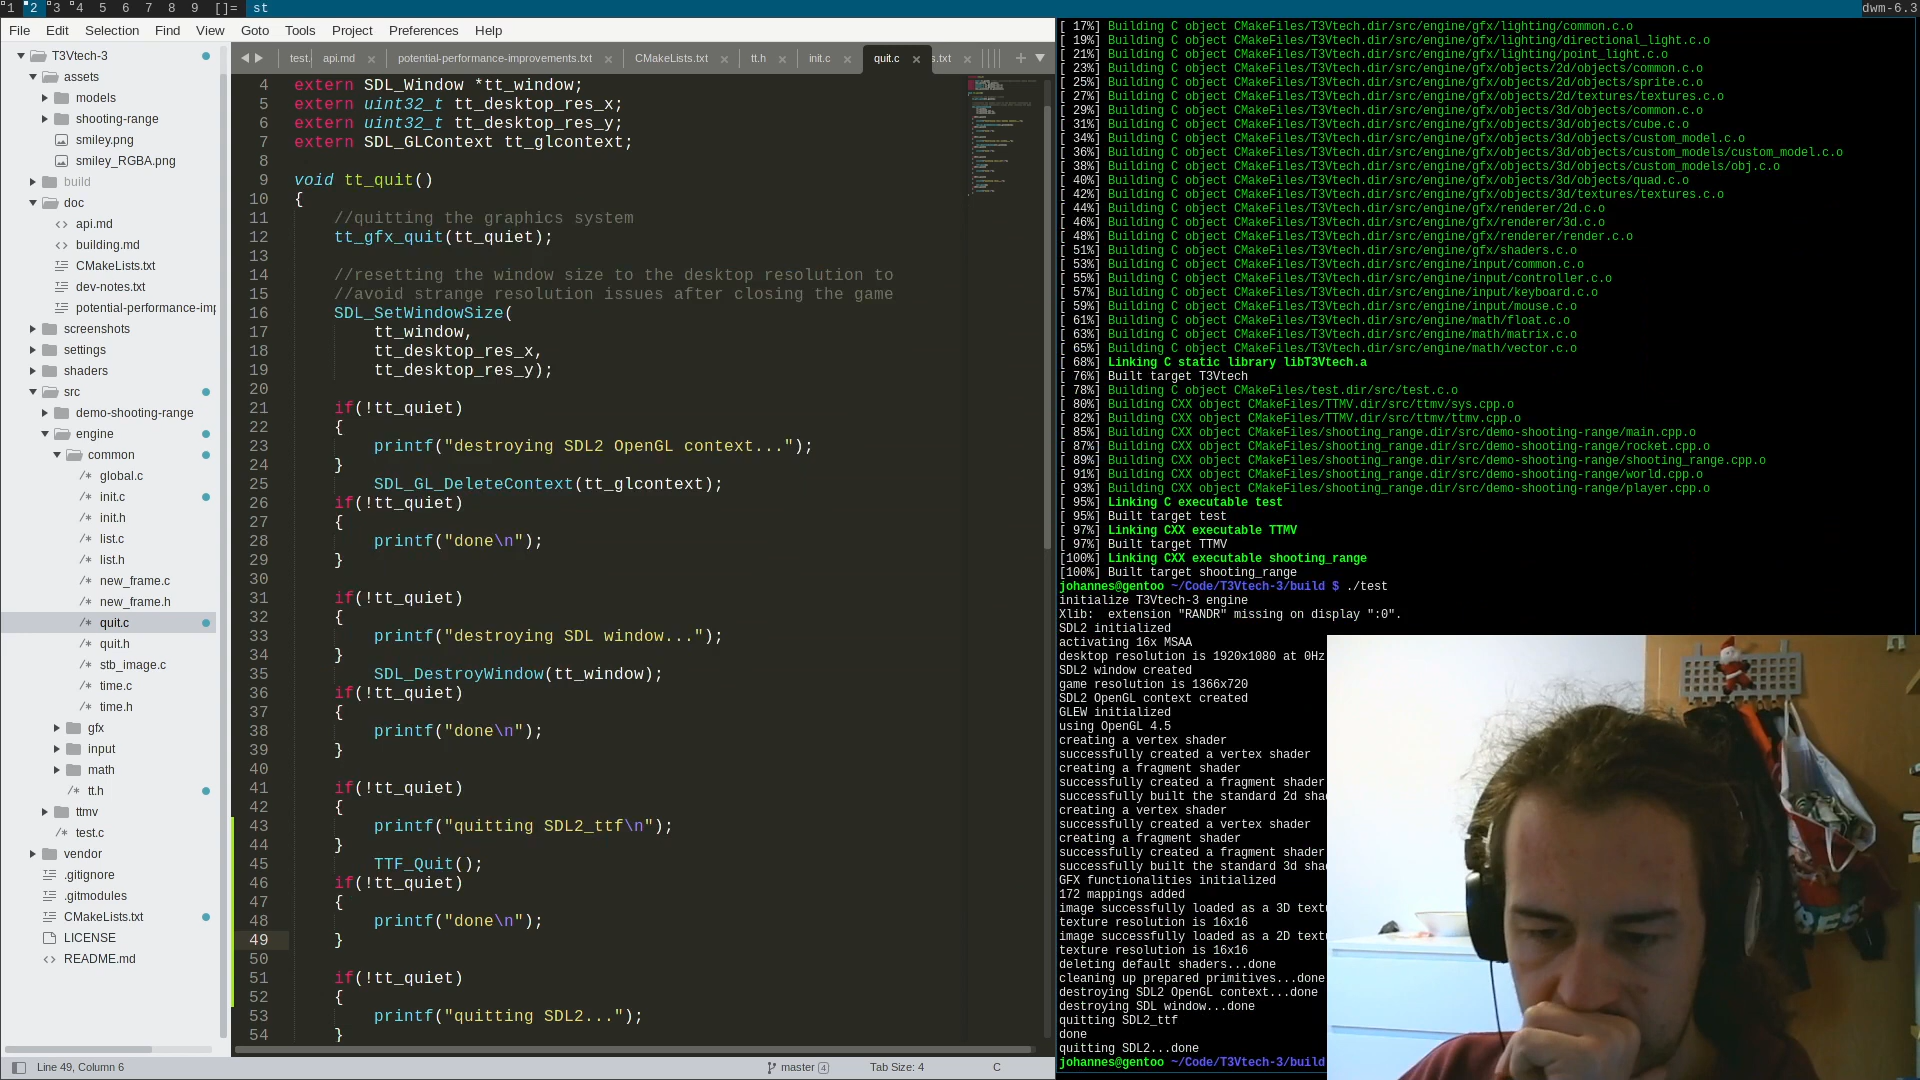 1 2 3 4 5 6 7 8 9 []= st dwm-6.3
File Edit Selection Find View Goto Tools Project Preferences Help
T3Vtech-3
assets
models
shooting-range
smiley.png
smiley_RGBA.png
build
doc
api.md
building.md
CMakeLists.txt
dev-notes.txt
potential-performance-imp
screenshots
settings
shaders
src
demo-shooting-range
engine
common
/* global.c
/* init.c
/* init.h
/* list.c
/* list.h
/* new_frame.c
/* new_frame.h
/* quit.c
/* quit.h
/* stb_image.c
/* time.c
/* time.h
gfx
input
math
/* tt.h
ttmv
/* test.c
vendor
.gitignore
.gitmodules
CMakeLists.txt
LICENSE
README.md
test. api.md potential-performance-improvements.txt CMakeLists.txt tt.h init.c quit.c s.txt
4 extern SDL_Window *tt_window;
5 extern uint32_t tt_desktop_res_x;
6 extern uint32_t tt_desktop_res_y;
7 extern SDL_GLContext tt_glcontext;
8
9 void tt_quit()
10 {
11 //quitting the graphics system
12 tt_gfx_quit(tt_quiet);
13
14 //resetting the window size to the desktop resolution to
15 //avoid strange resolution issues after closing the game
16 SDL_SetWindowSize(
17 tt_window,
18 tt_desktop_res_x,
19 tt_desktop_res_y);
20
21 if(!tt_quiet)
22 {
23 printf("destroying SDL2 OpenGL context...");
24 }
25 SDL_GL_DeleteContext(tt_glcontext);
26 if(!tt_quiet)
27 {
28 printf("done\n");
29 }
30
31 if(!tt_quiet)
32 {
33 printf("destroying SDL window...");
34 }
35 SDL_DestroyWindow(tt_window);
36 if(!tt_quiet)
37 {
38 printf("done\n");
39 }
40
41 if(!tt_quiet)
42 {
43 printf("quitting SDL2_ttf\n");
44 }
45 TTF_Quit();
46 if(!tt_quiet)
47 {
48 printf("done\n");
49 }
50
51 if(!tt_quiet)
52 {
53 printf("quitting SDL2...");
54 }
Line 49, Column 6 master 4 Tab Size: 4 C
[ 17%] Building C object CMakeFiles/T3Vtech.dir/src/engine/gfx/lighting/common.c.o
[ 19%] Building C object CMakeFiles/T3Vtech.dir/src/engine/gfx/lighting/directional_light.c.o
[ 21%] Building C object CMakeFiles/T3Vtech.dir/src/engine/gfx/lighting/point_light.c.o
[ 23%] Building C object CMakeFiles/T3Vtech.dir/src/engine/gfx/objects/2d/common.c.o
[ 25%] Building C object CMakeFiles/T3Vtech.dir/src/engine/gfx/objects/2d/sprite.c.o
[ 27%] Building C object CMakeFiles/T3Vtech.dir/src/engine/gfx/objects/2d/textures/textures.c.o
[ 29%] Building C object CMakeFiles/T3Vtech.dir/src/engine/gfx/objects/3d/objects/common.c.o
[ 31%] Building C object CMakeFiles/T3Vtech.dir/src/engine/gfx/objects/3d/objects/cube.c.o
[ 34%] Building C object CMakeFiles/T3Vtech.dir/src/engine/gfx/objects/3d/objects/custom_model.c.o
[ 36%] Building C object CMakeFiles/T3Vtech.dir/src/engine/gfx/objects/3d/objects/custom_models/custom_model.c.o
[ 38%] Building C object CMakeFiles/T3Vtech.dir/src/engine/gfx/objects/3d/objects/custom_models/obj.c.o
[ 40%] Building C object CMakeFiles/T3Vtech.dir/src/engine/gfx/objects/3d/objects/quad.c.o
[ 42%] Building C object CMakeFiles/T3Vtech.dir/src/engine/gfx/objects/3d/textures/textures.c.o
[ 44%] Building C object CMakeFiles/T3Vtech.dir/src/engine/gfx/renderer/2d.c.o
[ 46%] Building C object CMakeFiles/T3Vtech.dir/src/engine/gfx/renderer/3d.c.o
[ 48%] Building C object CMakeFiles/T3Vtech.dir/src/engine/gfx/renderer/render.c.o
[ 51%] Building C object CMakeFiles/T3Vtech.dir/src/engine/gfx/shaders.c.o
[ 53%] Building C object CMakeFiles/T3Vtech.dir/src/engine/input/common.c.o
[ 55%] Building C object CMakeFiles/T3Vtech.dir/src/engine/input/controller.c.o
[ 57%] Building C object CMakeFiles/T3Vtech.dir/src/engine/input/keyboard.c.o
[ 59%] Building C object CMakeFiles/T3Vtech.dir/src/engine/input/mouse.c.o
[ 61%] Building C object CMakeFiles/T3Vtech.dir/src/engine/math/float.c.o
[ 63%] Building C object CMakeFiles/T3Vtech.dir/src/engine/math/matrix.c.o
[ 65%] Building C object CMakeFiles/T3Vtech.dir/src/engine/math/vector.c.o
[ 68%] Linking C static library libT3Vtech.a
[ 76%] Built target T3Vtech
[ 78%] Building C object CMakeFiles/test.dir/src/test.c.o
[ 80%] Building CXX object CMakeFiles/TTMV.dir/src/ttmv/sys.cpp.o
[ 82%] Building CXX object CMakeFiles/TTMV.dir/src/ttmv/ttmv.cpp.o
[ 85%] Building CXX object CMakeFiles/shooting_range.dir/src/demo-shooting-range/main.cpp.o
[ 87%] Building CXX object CMakeFiles/shooting_range.dir/src/demo-shooting-range/rocket.cpp.o
[ 89%] Building CXX object CMakeFiles/shooting_range.dir/src/demo-shooting-range/shooting_range.cpp.o
[ 91%] Building CXX object CMakeFiles/shooting_range.dir/src/demo-shooting-range/world.cpp.o
[ 93%] Building CXX object CMakeFiles/shooting_range.dir/src/demo-shooting-range/player.cpp.o
[ 95%] Linking C executable test
[ 95%] Built target test
[ 97%] Linking CXX executable TTMV
[ 97%] Built target TTMV
[100%] Linking CXX executable shooting_range
[100%] Built target shooting_range
johannes@gentoo ~/Code/T3Vtech-3/build $ ./test
initialize T3Vtech-3 engine
Xlib: extension "RANDR" missing on display ":0".
SDL2 initialized
activating 16x MSAA
desktop resolution is 1920x1080 at 0Hz
SDL2 window created
game resolution is 1366x720
SDL2 OpenGL context created
GLEW initialized
using OpenGL 4.5
creating a vertex shader
successfully created a vertex shader
creating a fragment shader
successfully created a fragment shader
successfully built the standard 2d sha
creating a vertex shader
successfully created a vertex shader
creating a fragment shader
successfully created a fragment shader
successfully built the standard 3d sha
GFX functionalities initialized
172 mappings added
image successfully loaded as a 3D textu
texture resolution is 16x16
image successfully loaded as a 2D textu
texture resolution is 16x16
deleting default shaders...done
cleaning up prepared primitives...done
destroying SDL2 OpenGL context...done
destroying SDL window...done
quitting SDL2_ttf
done
quitting SDL2...done
johannes@gentoo ~/Code/T3Vtech-3/build